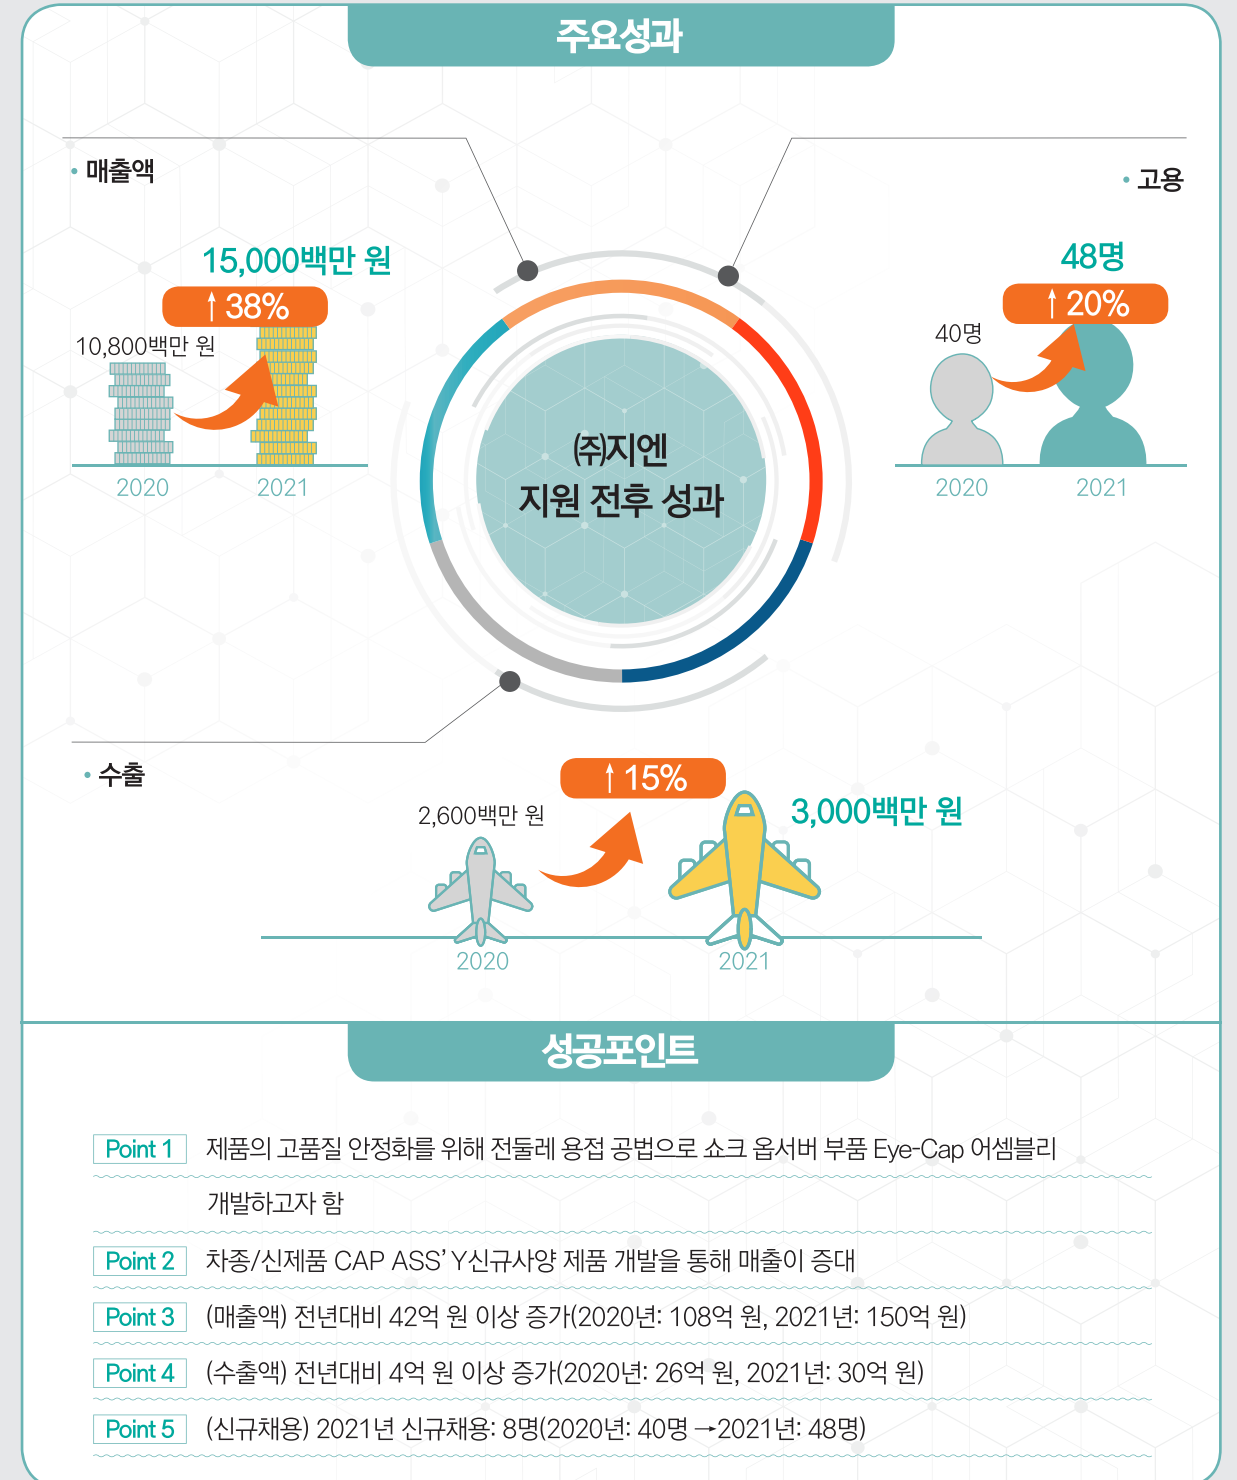 주요성과
• 매출액
• 고용
15,000백만 원
↑ 38%
10,800백만 원
2020
2021
48명
↑ 20%
40명
2020
2021
㈜지엔
지원 전후 성과
• 수출
↑ 15%
2,600백만 원
3,000백만 원
2020
2021
성공포인트
Point 1 제품의 고품질 안정화를 위해 전둘레 용접 공법으로 쇼크 옵서버 부품 Eye-Cap 어셈블리
개발하고자 함
Point 2 차종/신제품 CAP ASS’Y신규사양 제품 개발을 통해 매출이 증대
Point 3 (매출액) 전년대비 42억 원 이상 증가(2020년: 108억 원, 2021년: 150억 원)
Point 4 (수출액) 전년대비 4억 원 이상 증가(2020년: 26억 원, 2021년: 30억 원)
Point 5 (신규채용) 2021년 신규채용: 8명(2020년: 40명 →2021년: 48명)